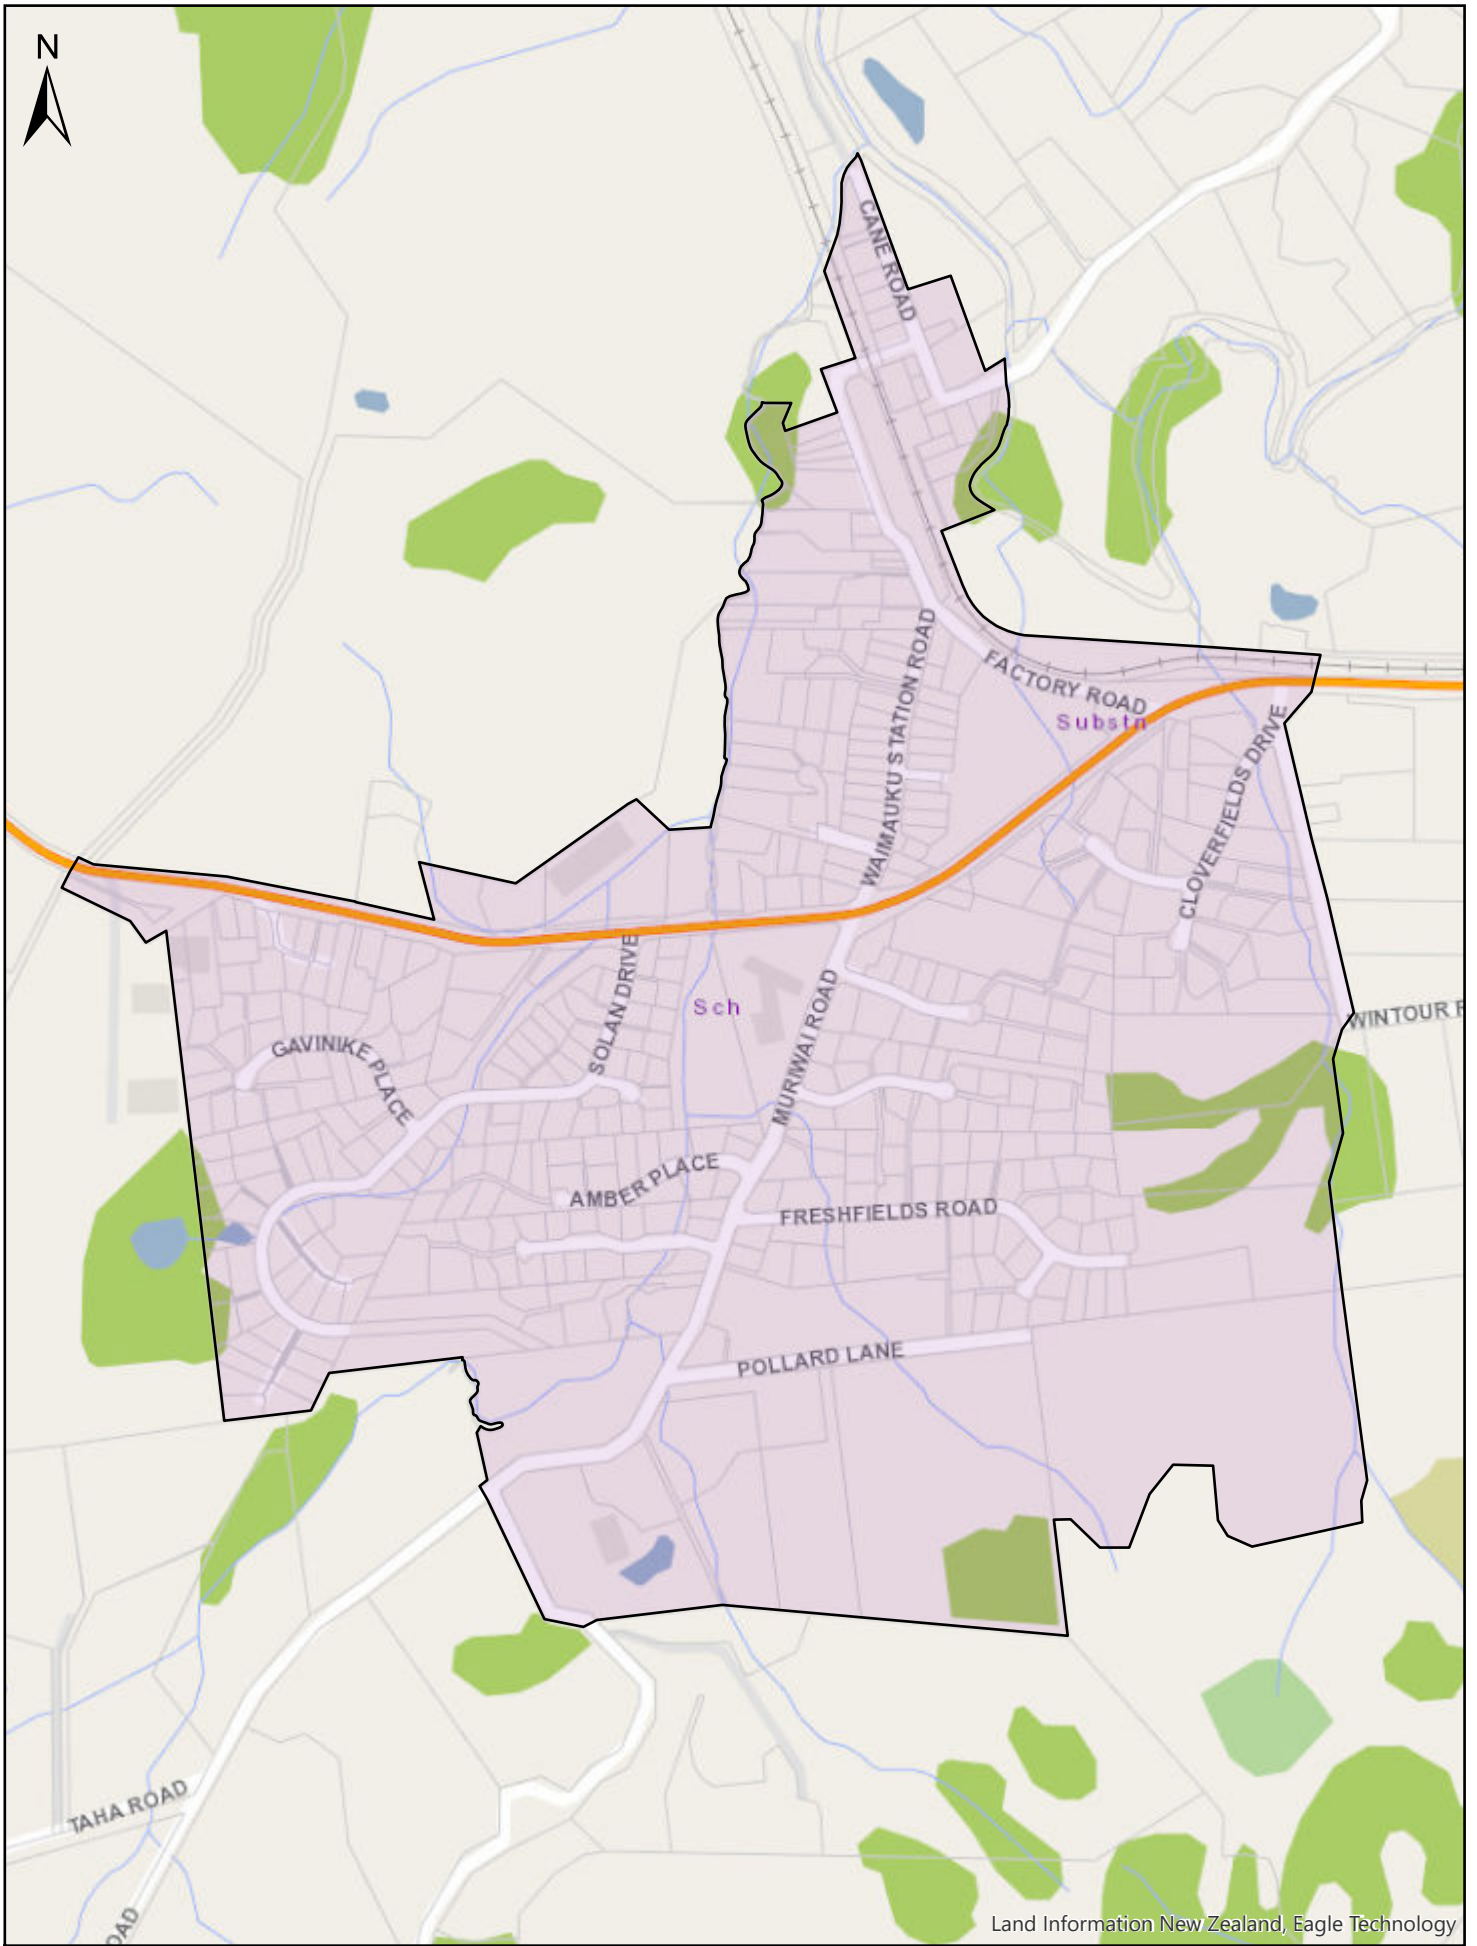 N
CANE ROAD
WAIMAUKU STATION ROAD
FACTORY ROAD
Substn
CLOVERFIELDS DRIVE
SOLAN DRIVE
Sch
MURIWAI ROAD
WINTOUR R
GAVINIKE PLACE
AMBER PLACE
FRESHFIELDS ROAD
POLLARD LANE
TAHA ROAD
OAD
Land Information New Zealand, Eagle Technology